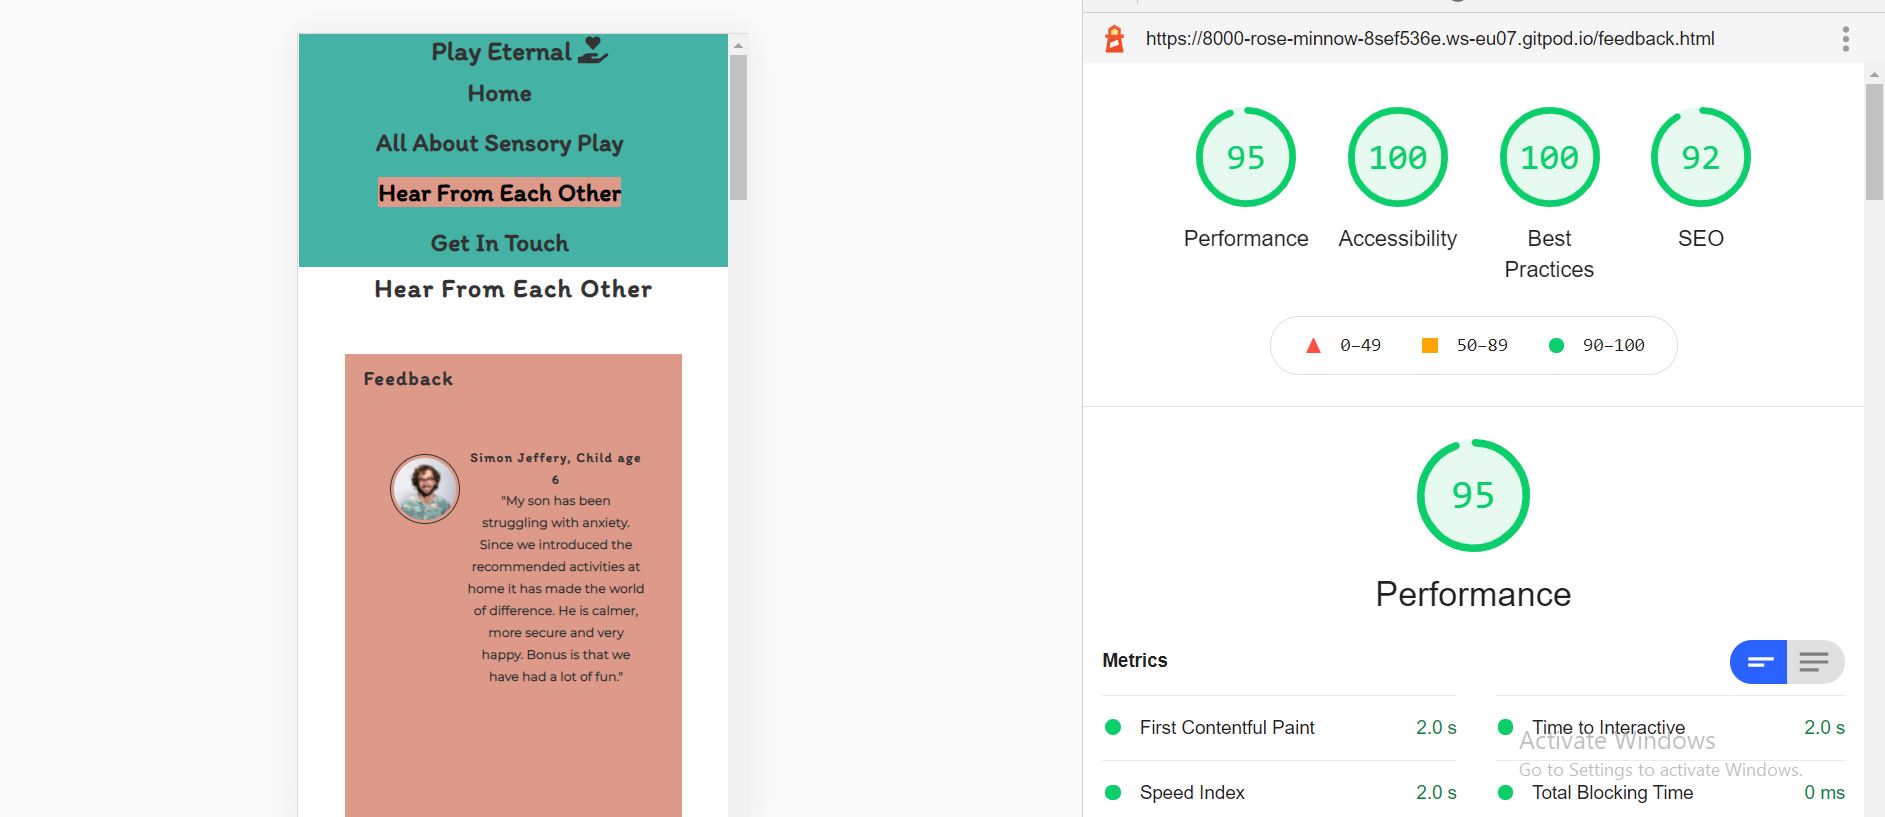 Play Eternal
Home
All About Sensory Play
Hear From Each Other
Get In Touch
Hear From Each Other
Feedback
Simon Jeffery, Child age
6
"My son has been
struggling with anxiety.
Since we introduced the
recommended activities at
home it has made the world
of difference. He is calmer,
more secure and very
happy. Bonus is that we
have had a lot of fun."
https://8000-rose-minnow-8sef536e.ws-eu07.gitpod.io/feedback.html
95 100 100 92
Performance Accessibility Best SEO
Practices
0–49 50–89 90–100
95
Performance
Metrics
First Contentful Paint 2.0 s Time to Interactive 2.0 s
Activate Windows
Go to Settings to activate Windows.
Speed Index 2.0 s Total Blocking Time 0 ms